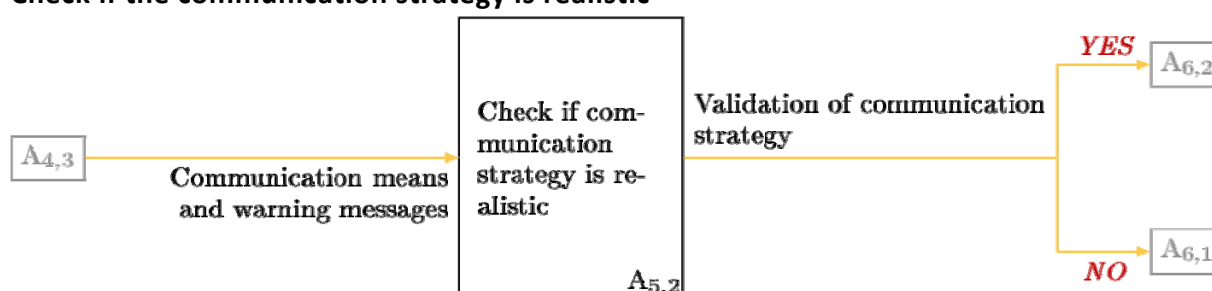 Check if the communication strategy is realistic
YES
A6,2
Check if com-
munication
strategy is re-
alistic
Validation of communication
strategy
A4,3
Communication means
and warning messages
A5,2
A6,1
NO